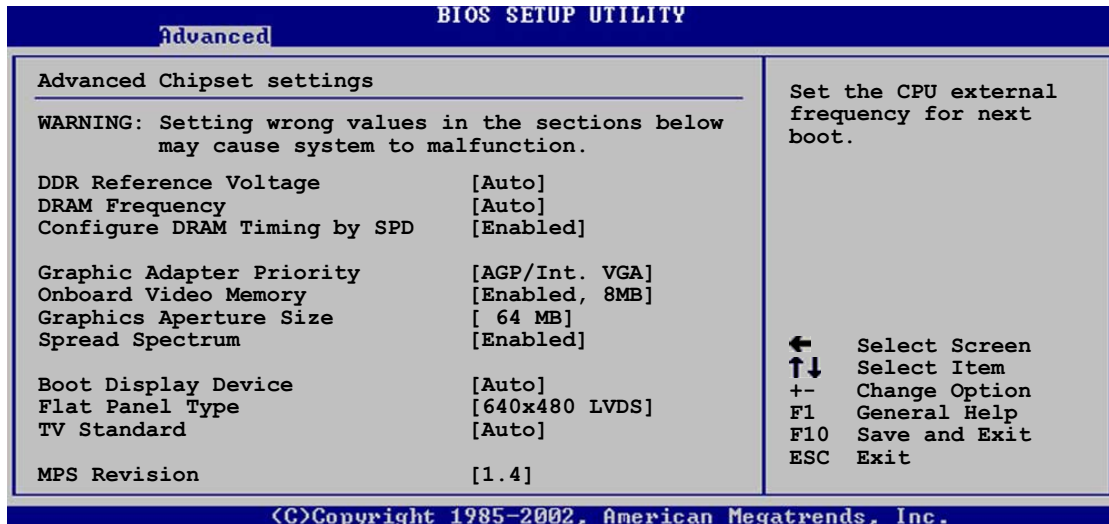 BIOS SETUP UTILITY
Advanced
Advanced Chipset settings
WARNING: Setting wrong values in the sections below
may cause system to malfunction.
DDR Reference Voltage [Auto]
DRAM Frequency [Auto]
Configure DRAM Timing by SPD [Enabled]
Graphic Adapter Priority [AGP/Int. VGA]
Onboard Video Memory [Enabled, 8MB]
Graphics Aperture Size [ 64 MB]
Spread Spectrum [Enabled]
Boot Display Device [Auto]
Flat Panel Type [640x480 LVDS]
TV Standard [Auto]
MPS Revision [1.4]
Set the CPU external
frequency for next
boot.
← Select Screen
↑↓ Select Item
+- Change Option
F1 General Help
F10 Save and Exit
ESC Exit
(C)Copyright 1985-2002, American Megatrends, Inc.